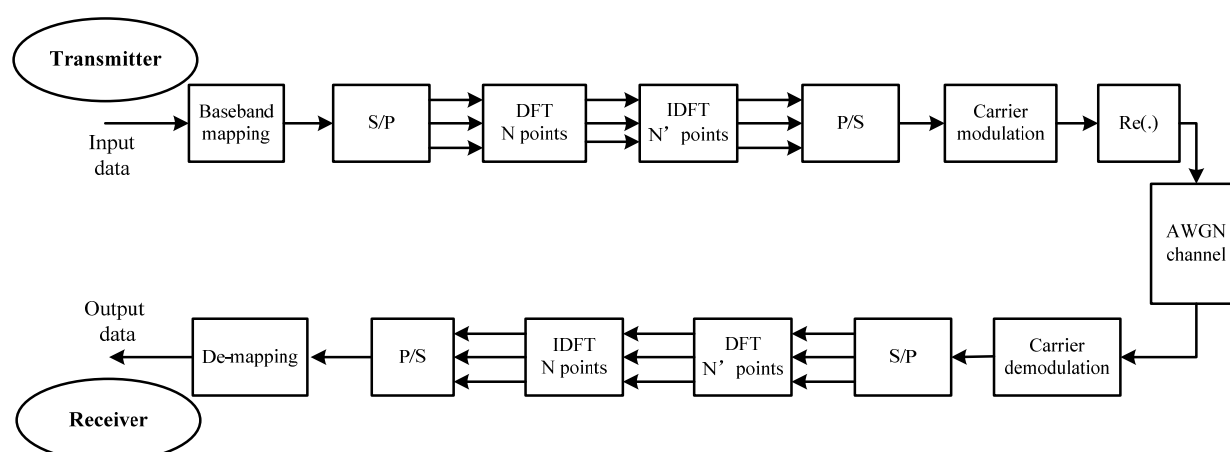 Transmitter
Input
data
Baseband
mapping
S/P
DFT
N points
IDFT
N’ points
P/S
Carrier
modulation
Re(.)
AWGN
channel
Carrier
demodulation
S/P
DFT
N’ points
IDFT
N points
P/S
De-mapping
Output
data
Receiver